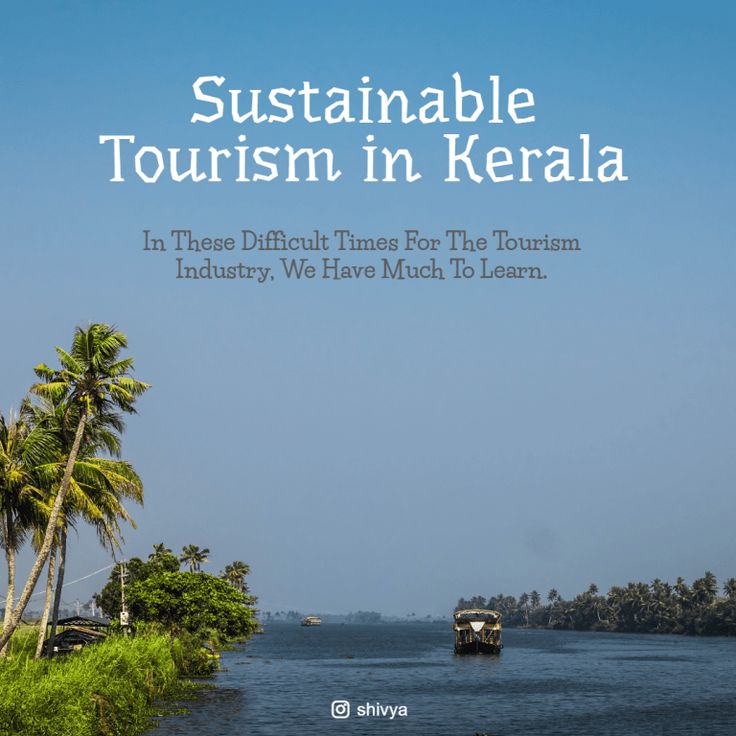 Sustainable
Tourism in Kerala
In These Difficult Times For The Tourism
Industry, We Have Much To Learn.
shivya